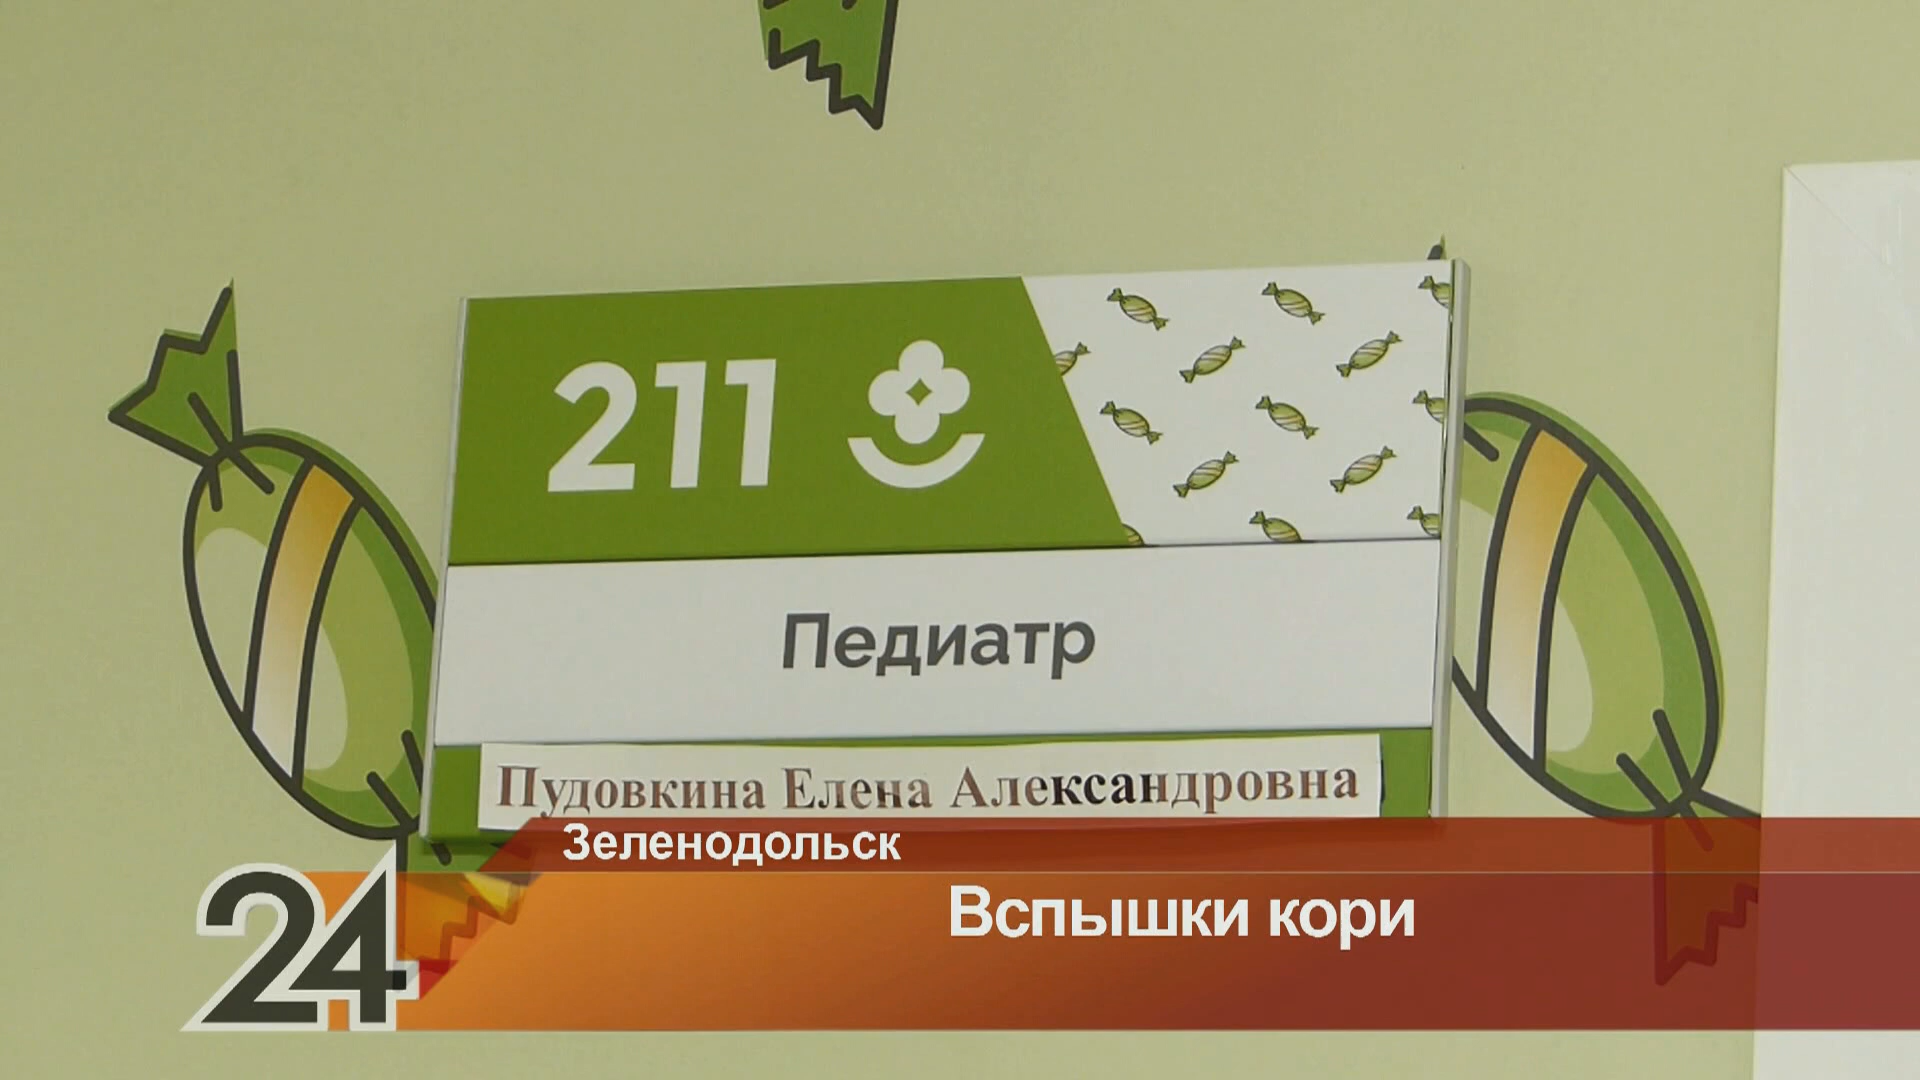 211
Педиатр
Пудовкина Елена Александровна
Зеленодольск
Вспышки кори
24